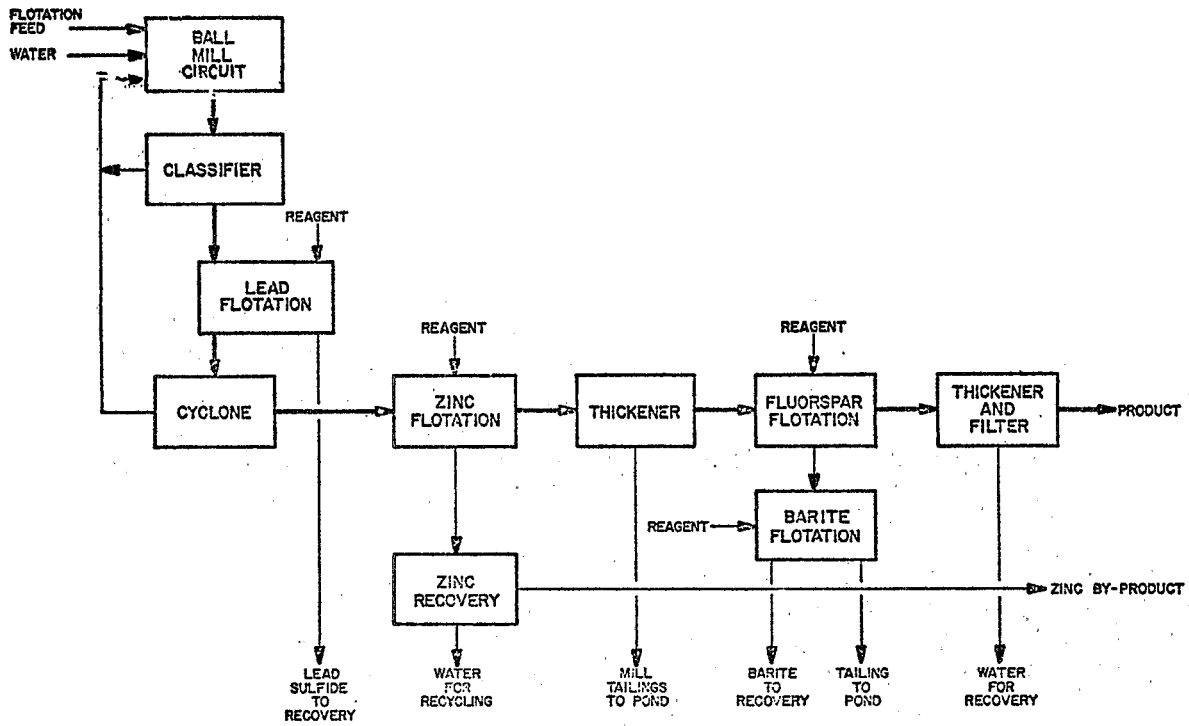 FLOTATION
FEED
WATER
BALL
MILL
CIRCUIT
CLASSIFIER
REAGENT
LEAD
FLOTATION
CYCLONE
REAGENT
ZINC
FLOTATION
THICKENER
REAGENT
FLUORSPAR
FLOTATION
THICKENER
AND
FILTER
PRODUCT
REAGENT
BARITE
FLOTATION
ZINC
RECOVERY
ZINC BY-PRODUCT
LEAD
SULFIDE
TO
RECOVERY
WATER
FOR
RECYCLING
MILL
TAILINGS
TO POND
BARITE
TO
RECOVERY
TAILING
TO
POND
WATER
FOR
RECOVERY